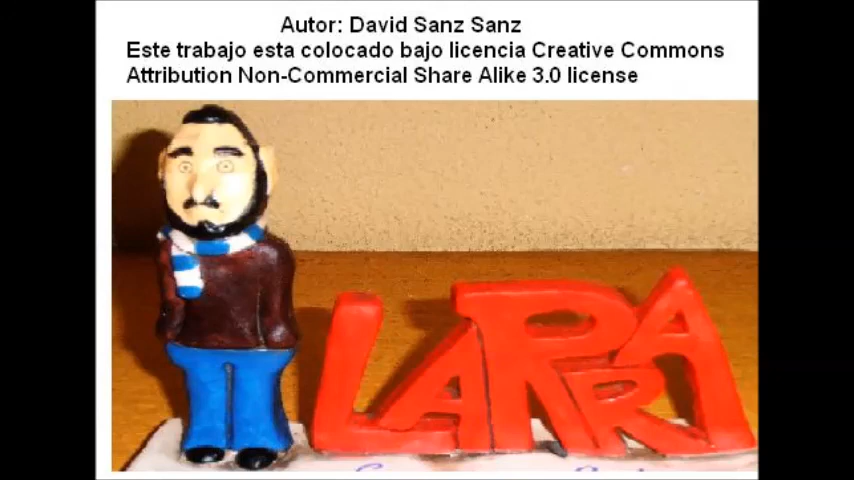 Autor: David Sanz Sanz
Este trabajo esta colocado bajo licencia Creative Commons
Attribution Non-Commercial Share Alike 3.0 license
LARRA